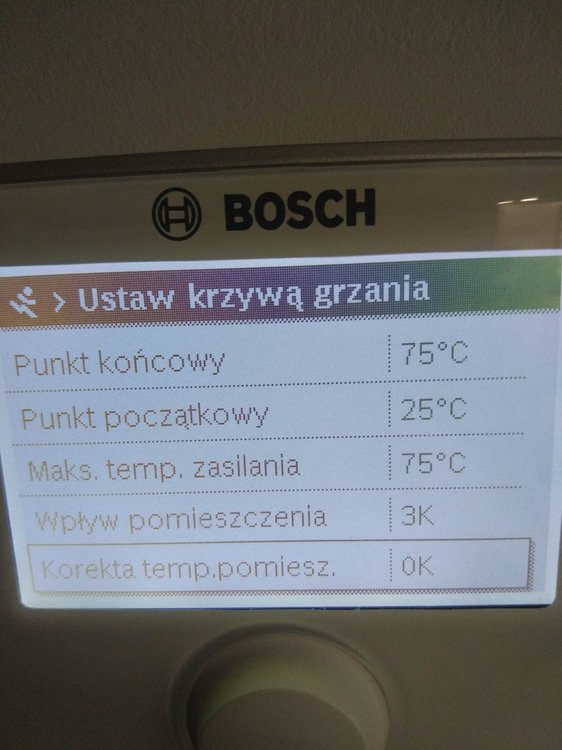 BOSCH
> Ustaw krzywą grzania
Punkt końcowy 75°C
Punkt początkowy 25°C
Maks. temp. zasilania 75°C
Wpływ pomieszczenia 3K
Korekta temp.pomiesz. 0K